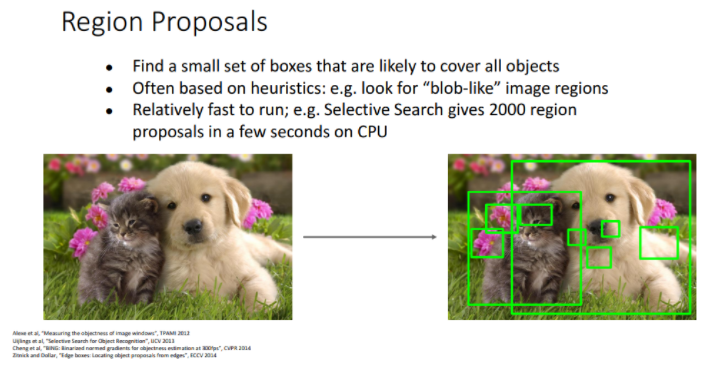 Region Proposals
● Find a small set of boxes that are likely to cover all objects
● Often based on heuristics: e.g. look for “blob-like” image regions
● Relatively fast to run; e.g. Selective Search gives 2000 region
proposals in a few seconds on CPU
Alexe et al, "Measuring the objectness of image windows", TPAMI 2012
Uijlings et al, "Selective Search for Object Recognition", IJCV 2013
Cheng et al, "BING: Binarized normed gradients for objectness estimation at 300fps", CVPR 2014
Zitnick and Dollar, "Edge boxes: Locating object proposals from edges", ECCV 2014